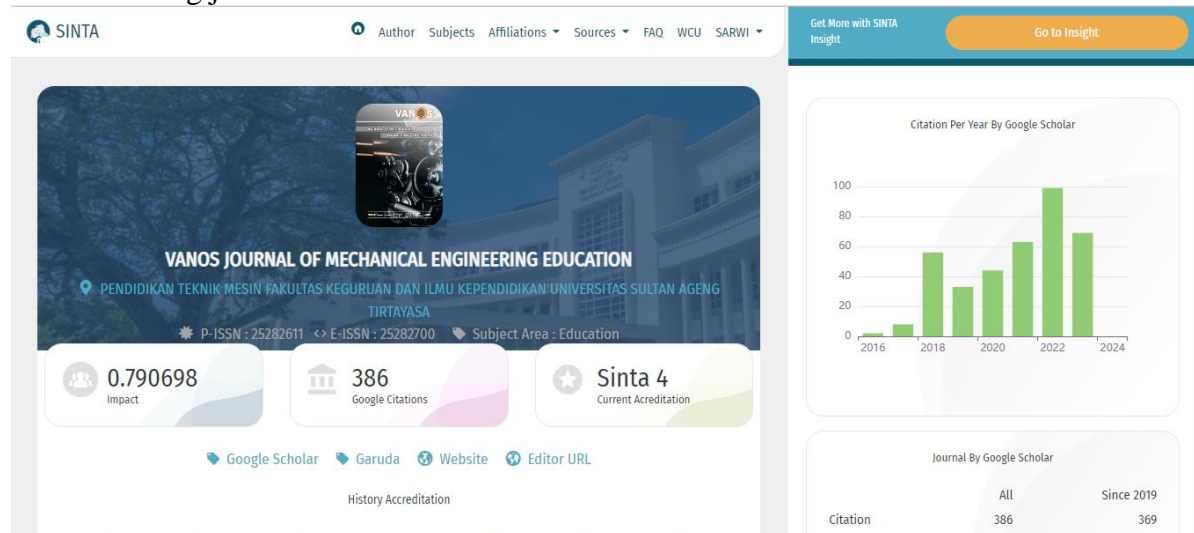 SINTA
Author Subjects Affiliations Sources FAQ WCU SARWI
Get More with SINTA
Insight
Go to Insight
VANOS
VANOS JOURNAL OF MECHANICAL ENGINEERING EDUCATION
PENDIDIKAN TEKNIK MESIN FAKULTAS KEGURUAN DAN ILMU KEPENDIDIKAN UNIVERSITAS SULTAN AGENG
TIRTAYASA
P-ISSN : 25282611 <> E-ISSN : 25282700 Subject Area : Education
0.790698
Impact
386
Google Citations
Sinta 4
Current Acreditation
Google Scholar Garuda Website Editor URL
History Accreditation
Citation Per Year By Google Scholar
100
80
60
40
20
0
2016 2018 2020 2022 2024
Journal By Google Scholar
All Since 2019
Citation 386 369